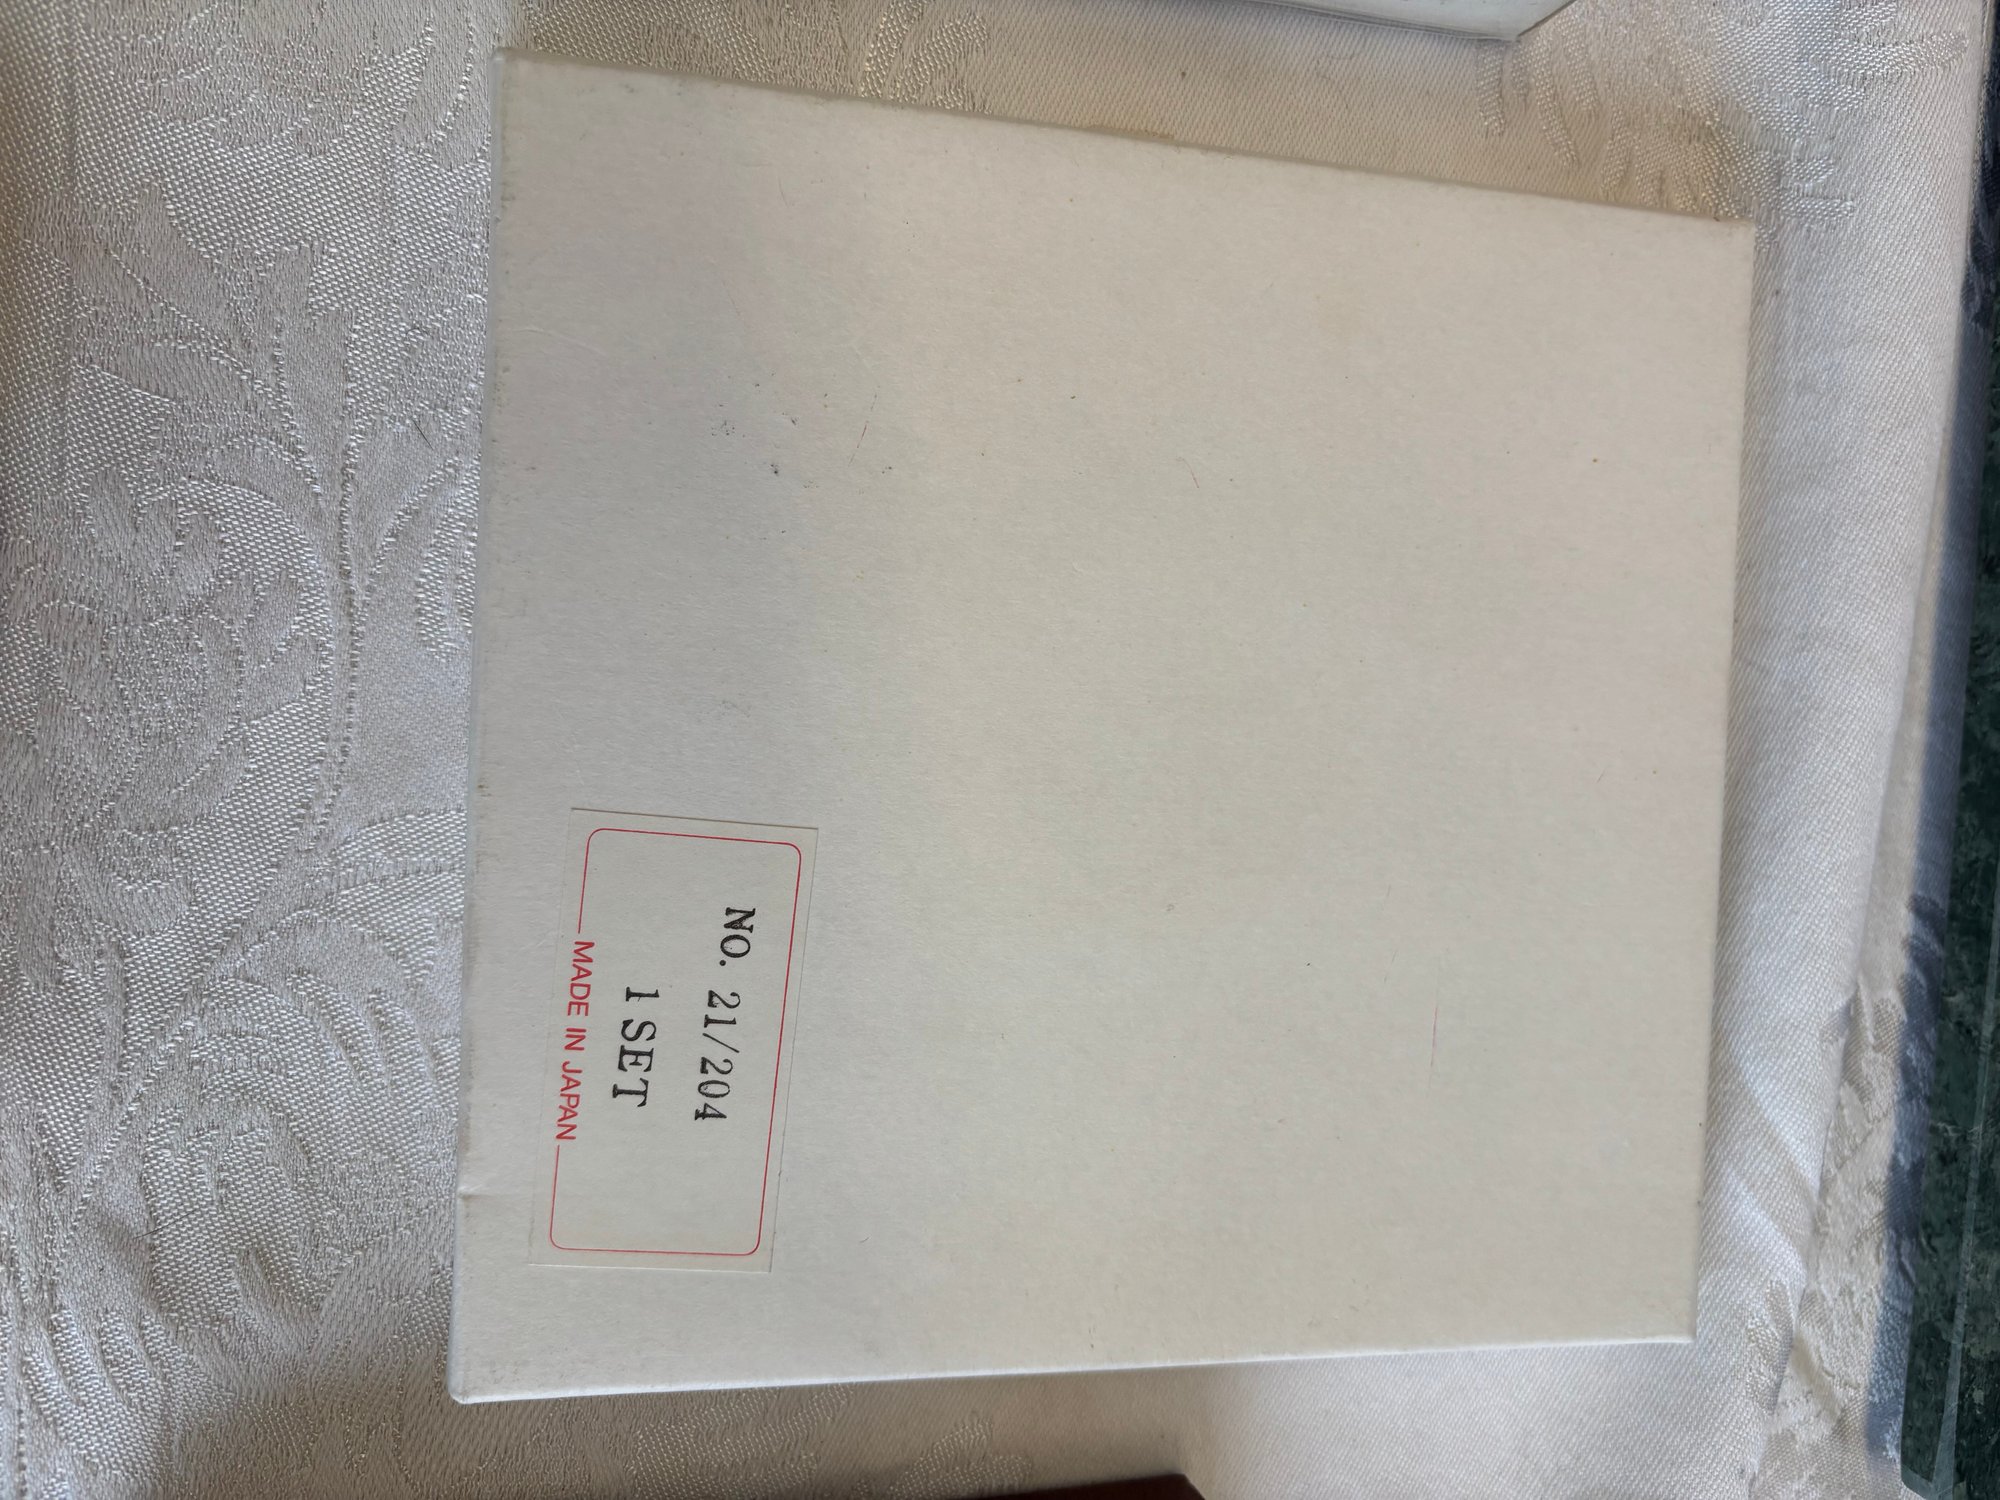 NO. 21/204
1 SET
MADE IN JAPAN